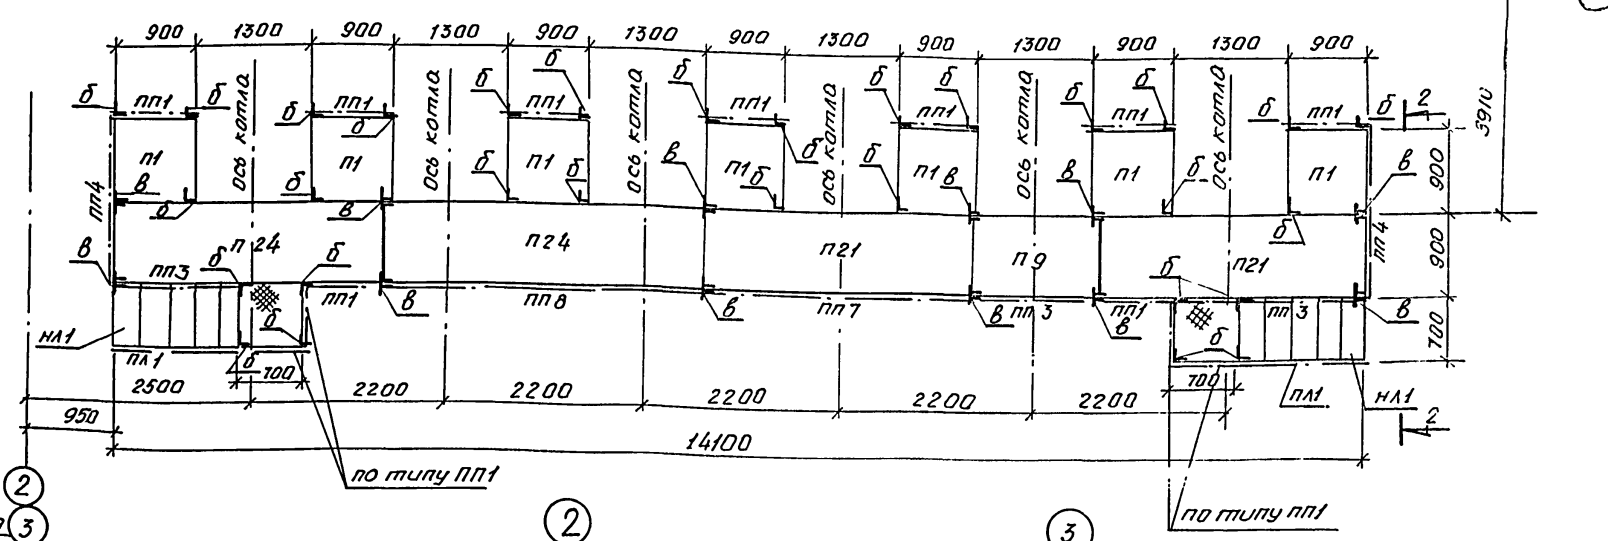 900 1300 900 1300 900 1300 900 1300 900 1300 900 1300 900
б пп1 б ось котла б пп1 б ось котла б пп1 б ось котла б пп1 б ось котла б пп1 б ось котла б пп1 б ось котла б пп1 б 2
3910
п1 п1 п1 п1 п1 п1 п1
пп4 в б б в б б в б б в в б б в 900
в п 24 п24 п21 п9 п21 пп4 900
пп3 б б пп1 в пп8 в пп7 в пп3 в пп1 б пп3 в
нл1 б б 700
пл1 б 700 700 пл1 нл1
2500 2200 2200 2200 2200 2200
950 2
14100
по типу ПП1
по типу пп1
2
3
2
3